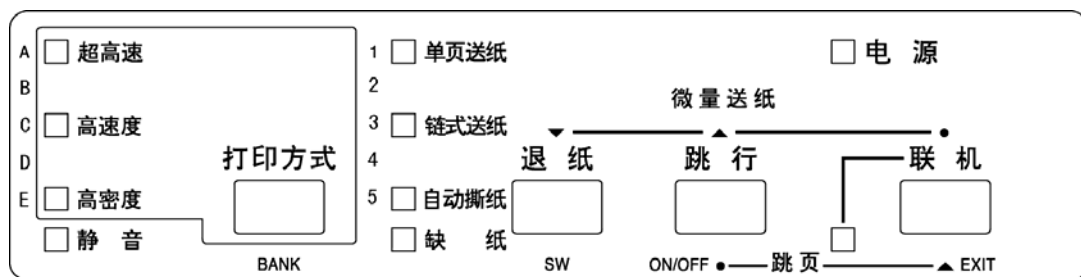 A 超高速 1 单页送纸 电 源
B 2
微量送纸
C 高速度 3 链式送纸 ▼ ▲ ●
D 打印方式 4 退 纸 跳 行 联 机
E 高密度 5 自动撕纸
静 音 缺 纸
BANK SW ON/OFF ● 跳 页 ▲ EXIT